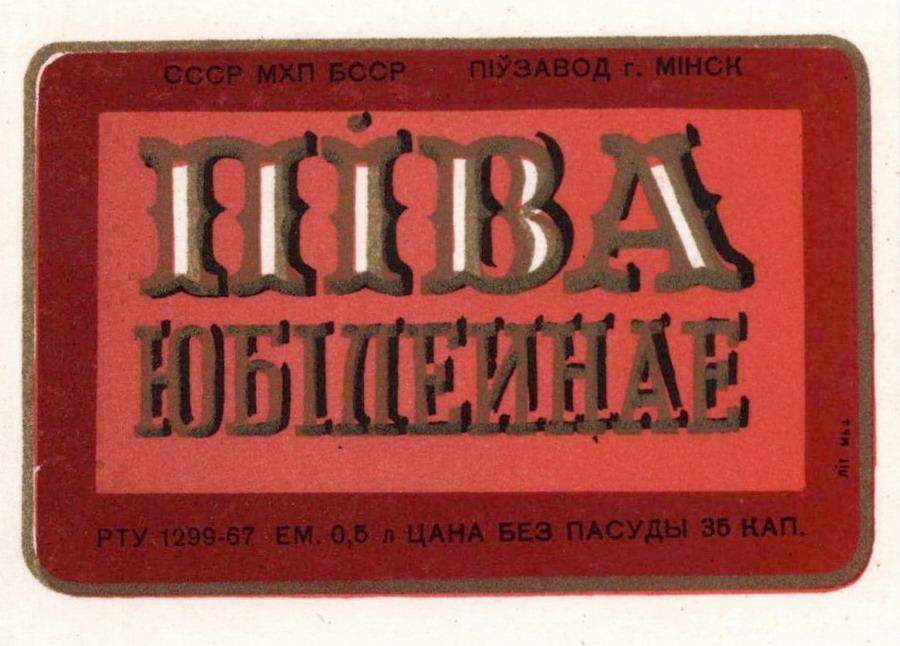 СССР МХП БССР ПІЎЗАВОД г. МІНСК
ПІВА
ЮБІЛЕЙНАЕ
РТУ 1299-67 ЕМ. 0,5 л ЦАНА БЕЗ ПАСУДЫ 35 КАП.